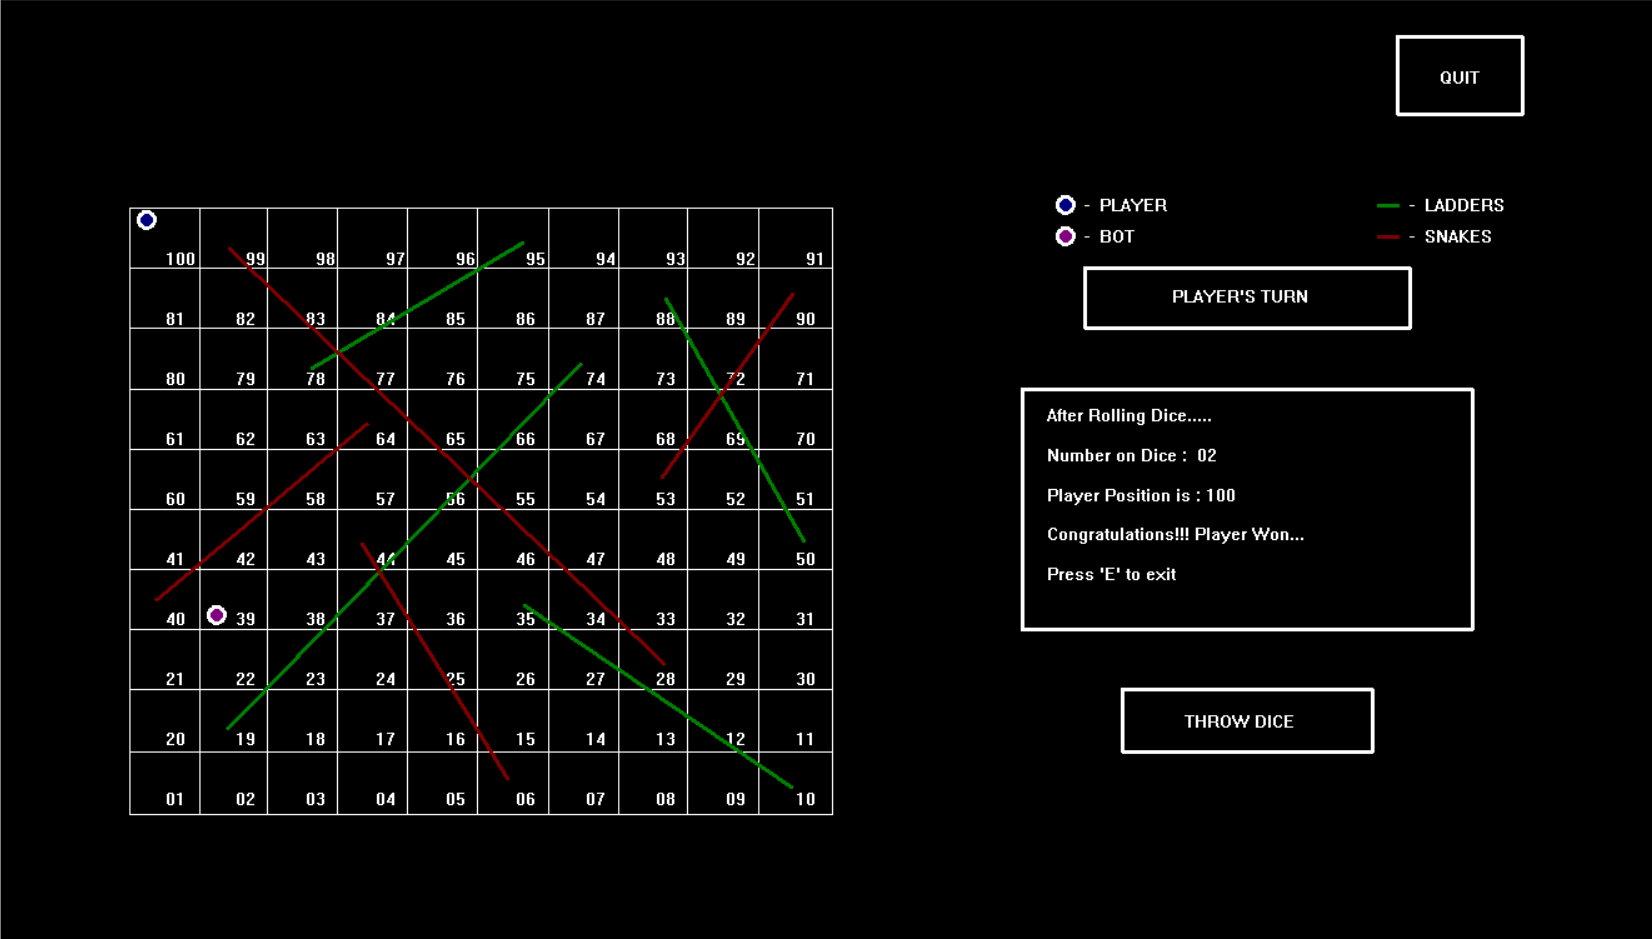 QUIT
- PLAYER - LADDERS
- BOT - SNAKES
PLAYER'S TURN
100 99 98 97 96 95 94 93 92 91
81 82 83 84 85 86 87 88 89 90
80 79 78 77 76 75 74 73 72 71
61 62 63 64 65 66 67 68 69 70
60 59 58 57 56 55 54 53 52 51
41 42 43 44 45 46 47 48 49 50
40 39 38 37 36 35 34 33 32 31
21 22 23 24 25 26 27 28 29 30
20 19 18 17 16 15 14 13 12 11
01 02 03 04 05 06 07 08 09 10
After Rolling Dice.....
Number on Dice : 02
Player Position is : 100
Congratulations!!! Player Won...
Press 'E' to exit
THROW DICE